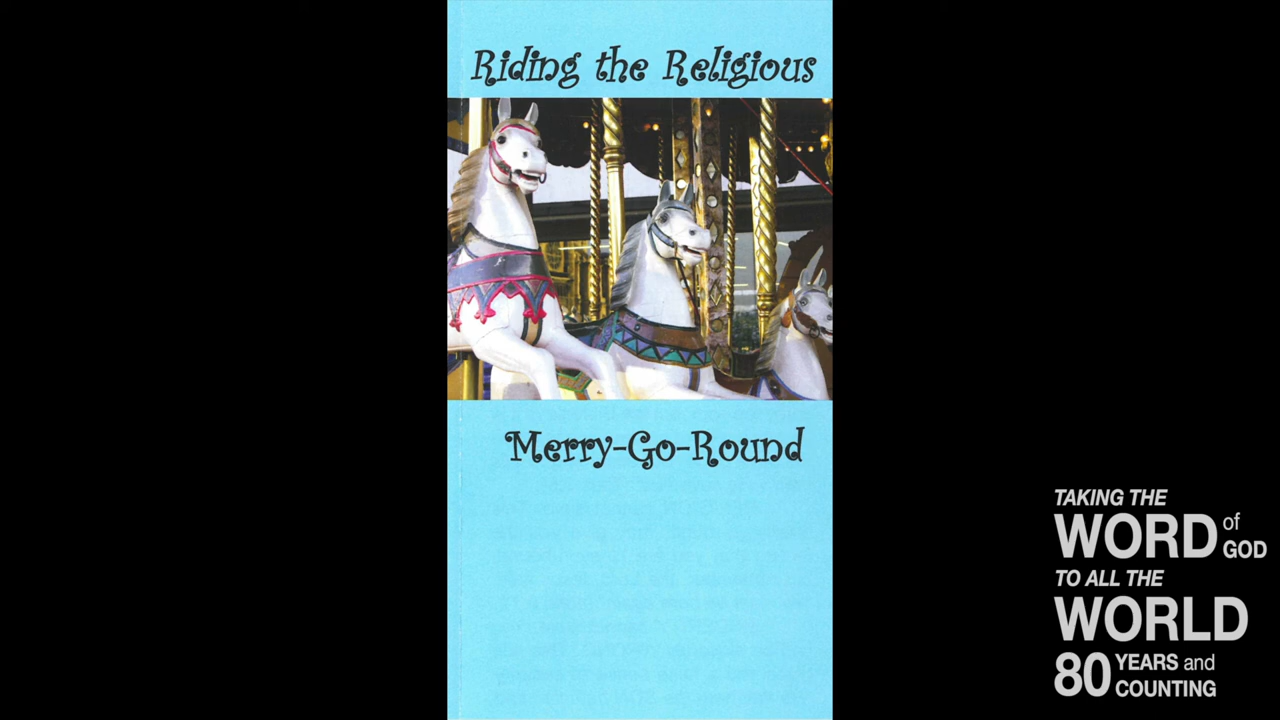 Riding the Religious
Merry-Go-Round
TAKING THE
WORD of
GOD
TO ALL THE
WORLD
80 YEARS and
COUNTING